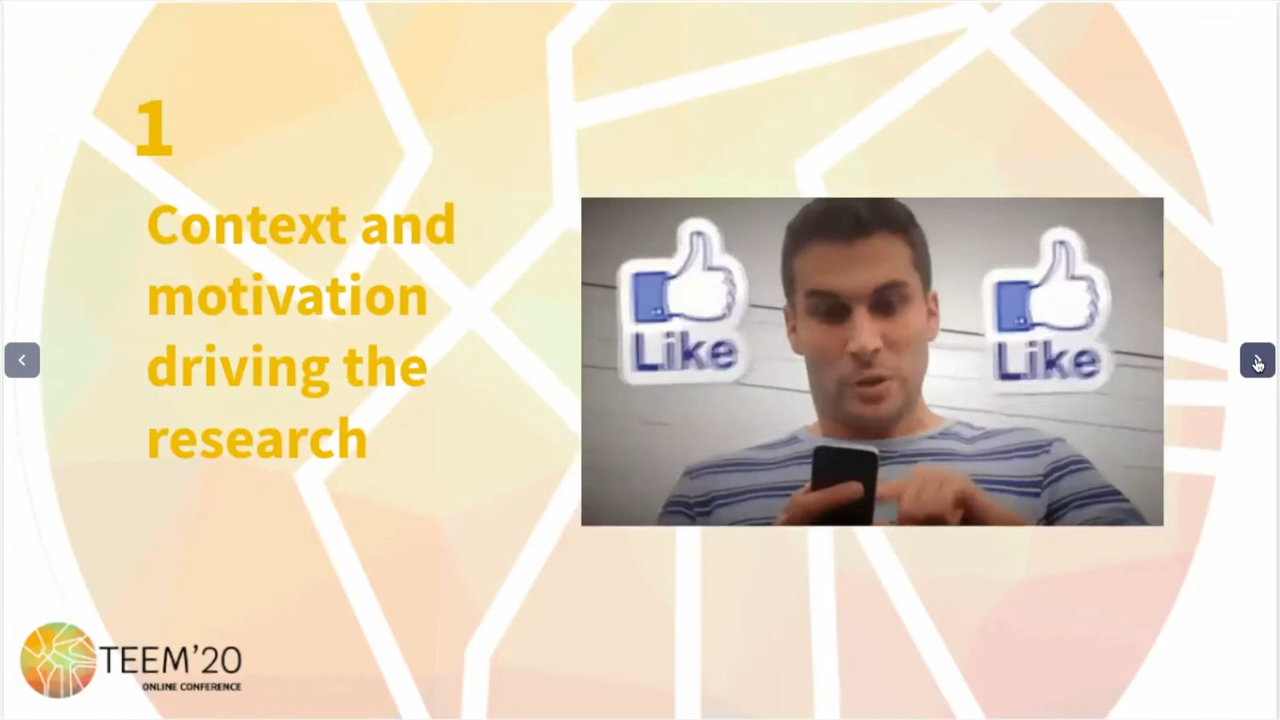 1
Context and
motivation
driving the
research
Like
Like
TEEM'20
ONLINE CONFERENCE